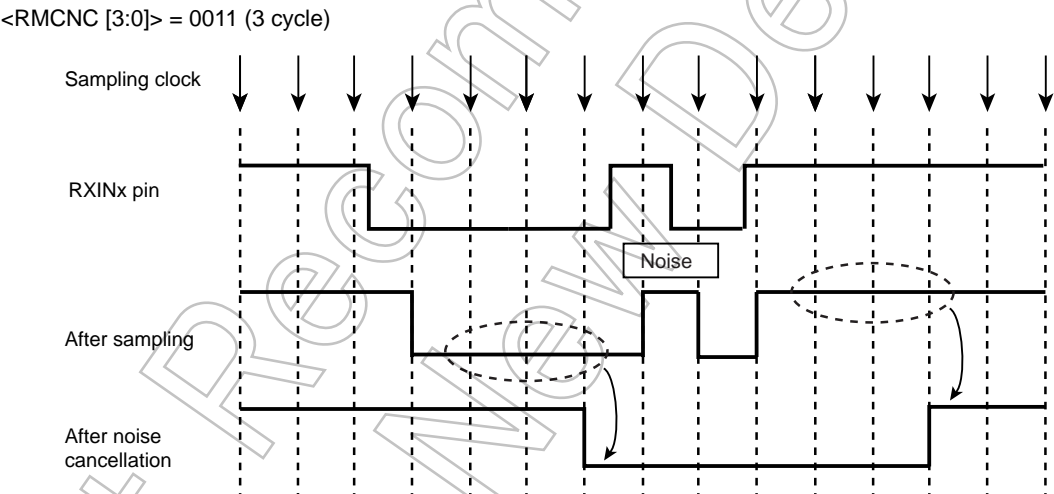 <RMCNC [3:0]> = 0011 (3 cycle)
Sampling clock
RXINx pin
Noise
After sampling
After noise
cancellation